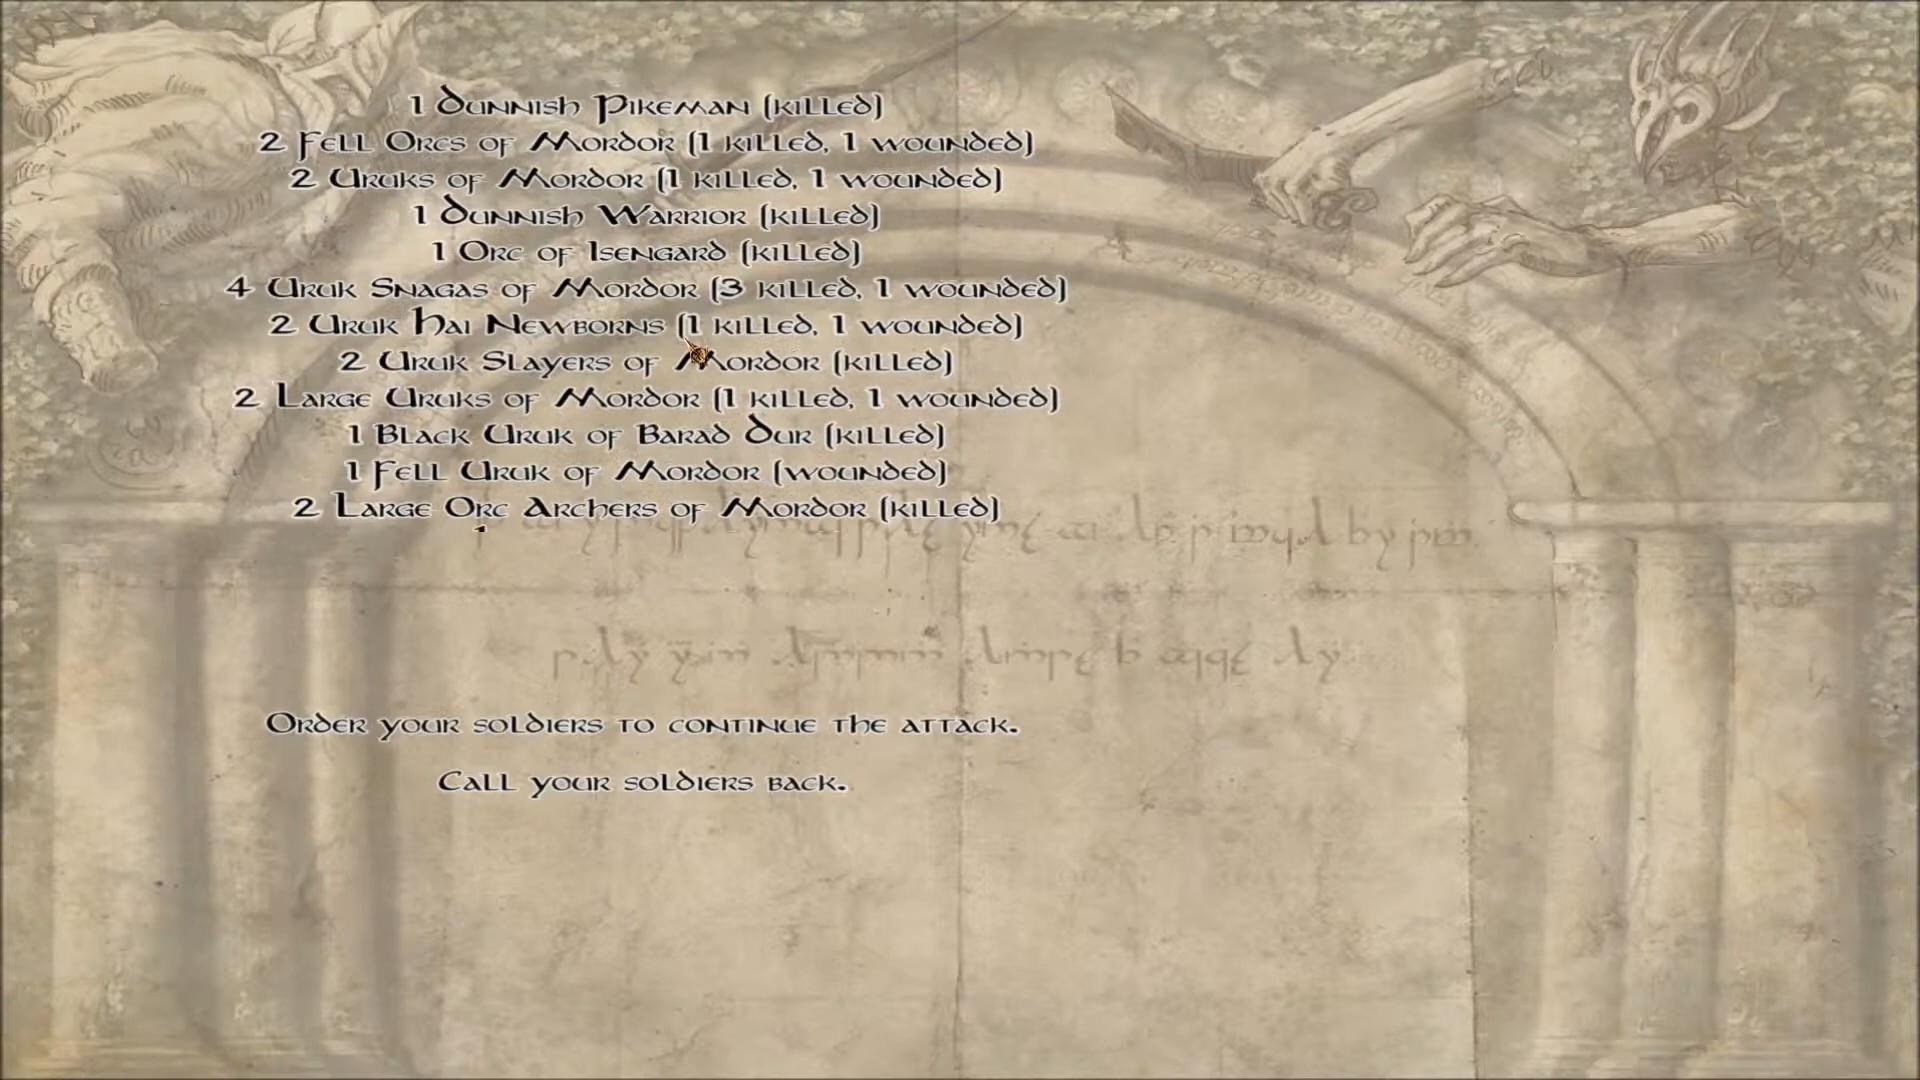 1 Dunnish Pikeman (killed)
2 Fell Orcs of Mordor (1 killed, 1 wounded)
2 Uruks of Mordor (1 killed, 1 wounded)
1 Dunnish Warrior (killed)
1 Orc of Isengard (killed)
4 Uruk Snagas of Mordor (3 killed, 1 wounded)
2 Uruk Hai Newborns (1 killed, 1 wounded)
2 Uruk Slayers of Mordor (killed)
2 Large Uruks of Mordor (1 killed, 1 wounded)
1 Black Uruk of Barad Dur (killed)
1 Fell Uruk of Mordor (wounded)
2 Large Orc Archers of Mordor (killed)
Order your soldiers to continue the attack.
Call your soldiers back.